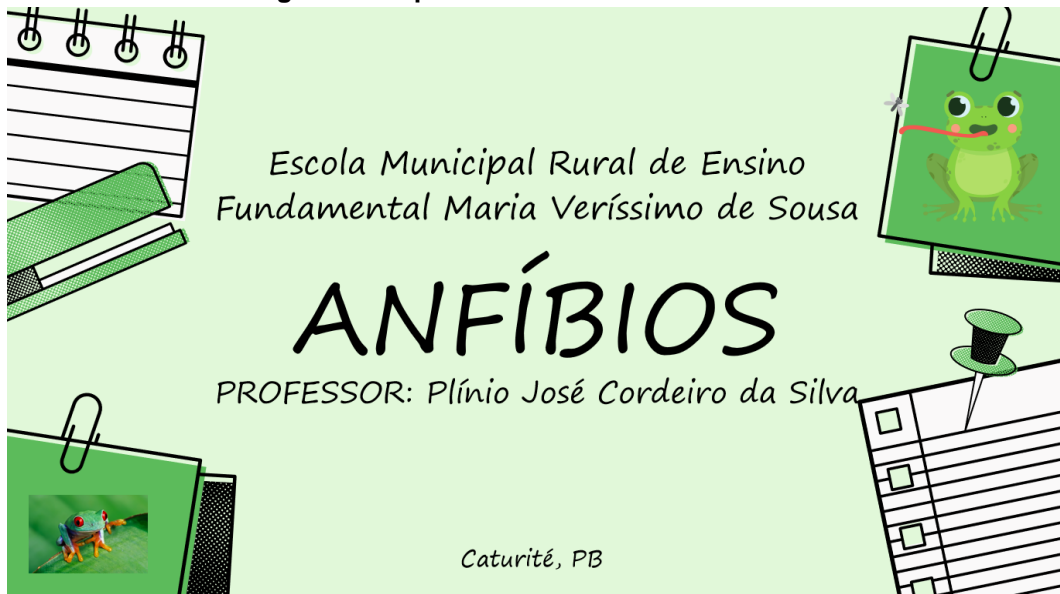 Escola Municipal Rural de Ensino
Fundamental Maria Veríssimo de Sousa
ANFÍBIOS
PROFESSOR: Plínio José Cordeiro da Silva
Caturité, PB